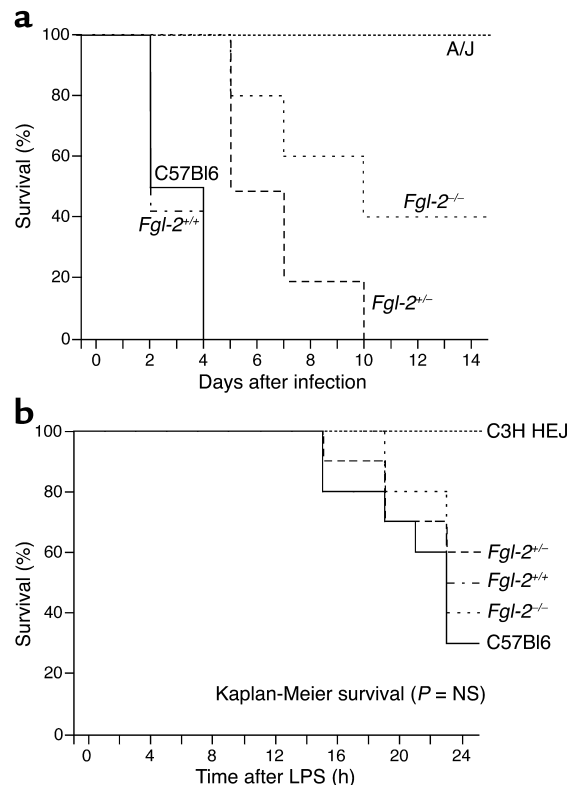 a
100
80
60
40
20
0
Survival (%)
A/J
C57Bl6
Fgl-2+/+
Fgl-2–/–
Fgl-2+/–
0 2 4 6 8 10 12 14
Days after infection
b
100
80
60
40
20
0
Survival (%)
C3H HEJ
Fgl-2+/–
Fgl-2+/+
Fgl-2–/–
C57Bl6
Kaplan-Meier survival (P = NS)
0 4 8 12 16 20 24
Time after LPS (h)